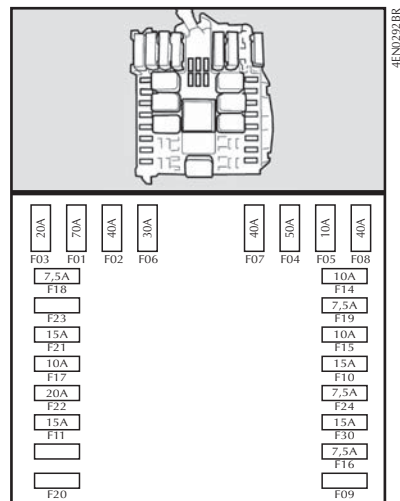 4EN0292BR
20A 70A 40A 30A 40A 50A 10A 40A
F03 F01 F02 F06 F07 F04 F05 F08
7,5A 10A
F18 F14
7,5A
F23 F19
15A 10A
F21 F15
10A 15A
F17 F10
20A 7,5A
F22 F24
15A 15A
F11 F30
7,5A
F16
F20 F09